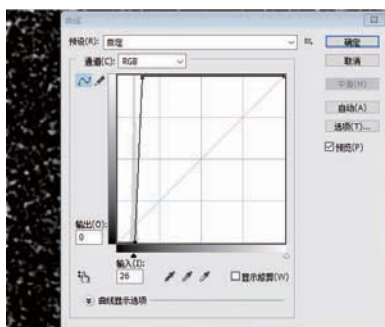 曲线
预设(R): 自定
确定
通道(C): RGB
取消
平滑(M)
自动(A)
选项(T)...
预览(P)
输出(O):
0
输入(I):
26
显示修剪(W)
曲线显示选项